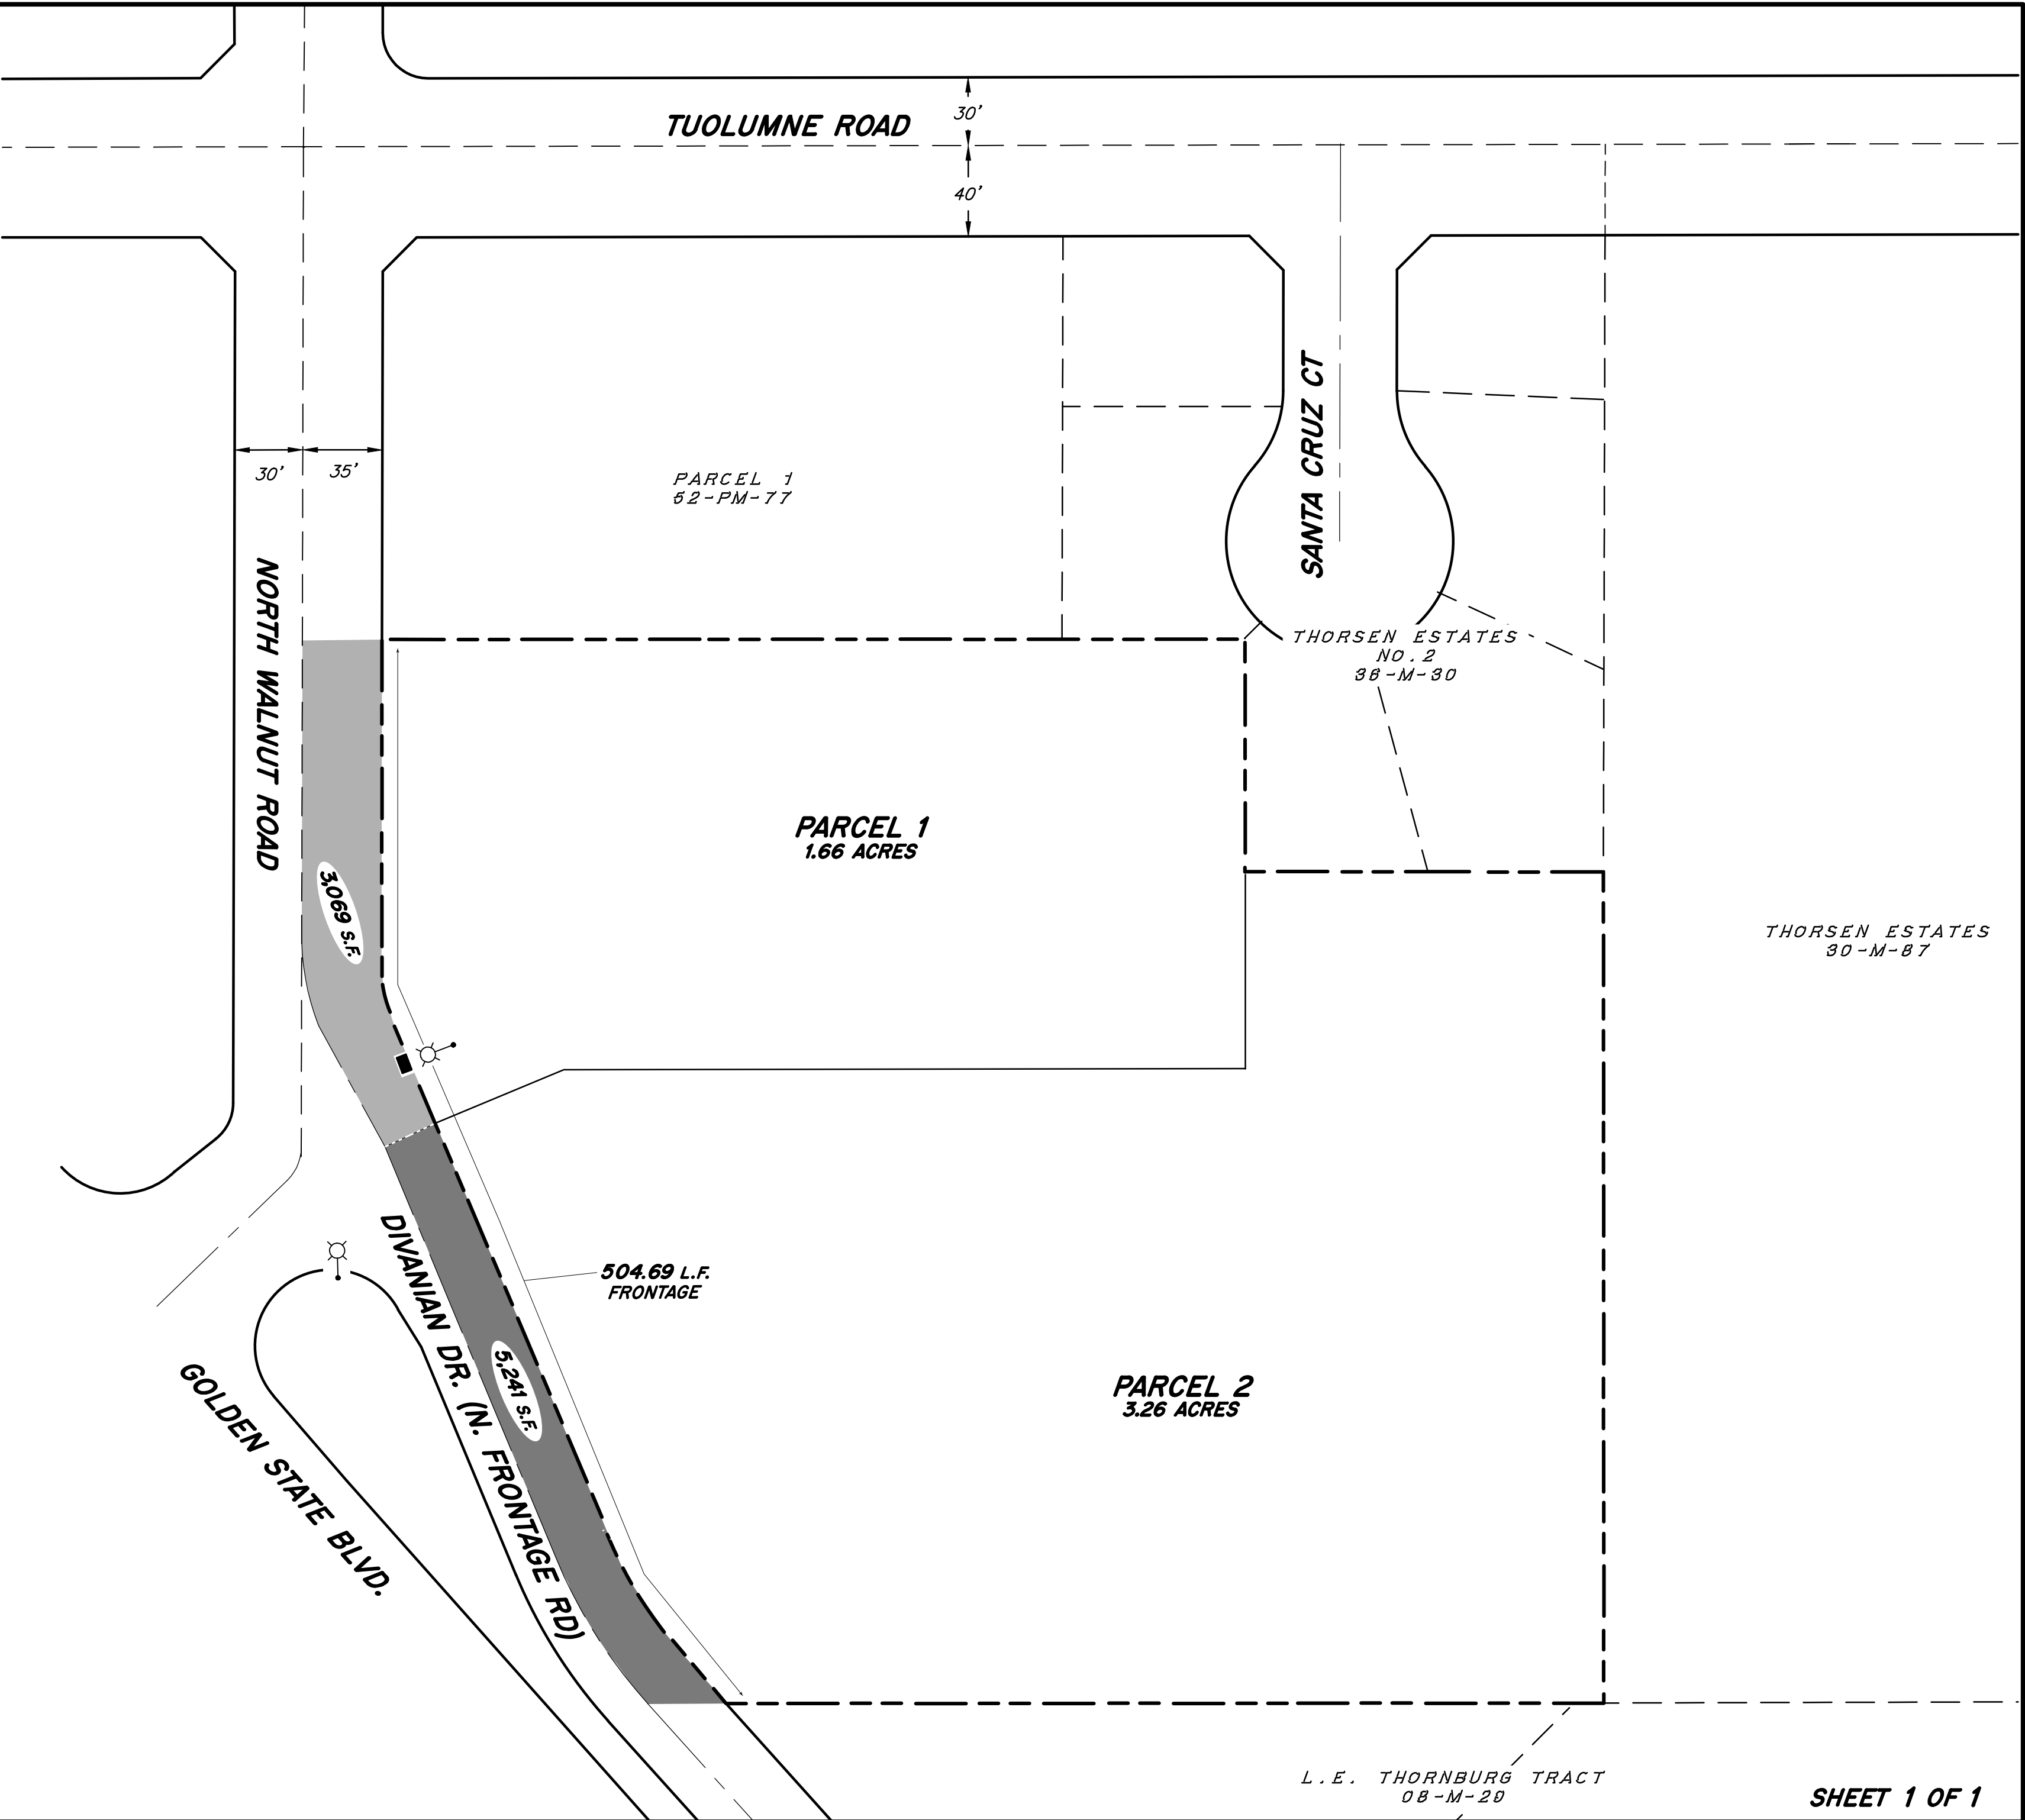 TUOLUMNE ROAD
30'
40'
30'
35'
NORTH WALNUT ROAD
PARCEL 1
52-PM-77
SANTA CRUZ CT
THORSEN ESTATES
NO. 2
36-M-30
PARCEL 1
1.66 ACRES
3,069 S.F.
THORSEN ESTATES
30-M-87
DIVANIAN DR. (N. FRONTAGE RD)
504.69 L.F.
FRONTAGE
5,241 S.F.
GOLDEN STATE BLVD.
PARCEL 2
3.26 ACRES
L.E. THORNBURG TRACT
08-M-29
SHEET 1 OF 1